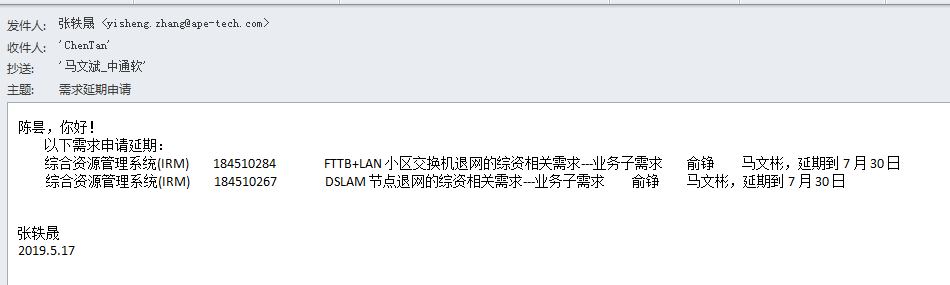 发件人: 张轶晟 <yisheng.zhang@ape-tech.com>
收件人: 'ChenTan'
抄送: '马文斌_中通软'
主题: 需求延期申请
陈昙，你好！
以下需求申请延期：
综合资源管理系统(IRM) 184510284 FTTB+LAN 小区交换机退网的综资相关需求---业务子需求 俞铮 马文彬，延期到 7 月 30 日
综合资源管理系统(IRM) 184510267 DSLAM 节点退网的综资相关需求---业务子需求 俞铮 马文彬，延期到 7 月 30 日
张轶晟
2019.5.17